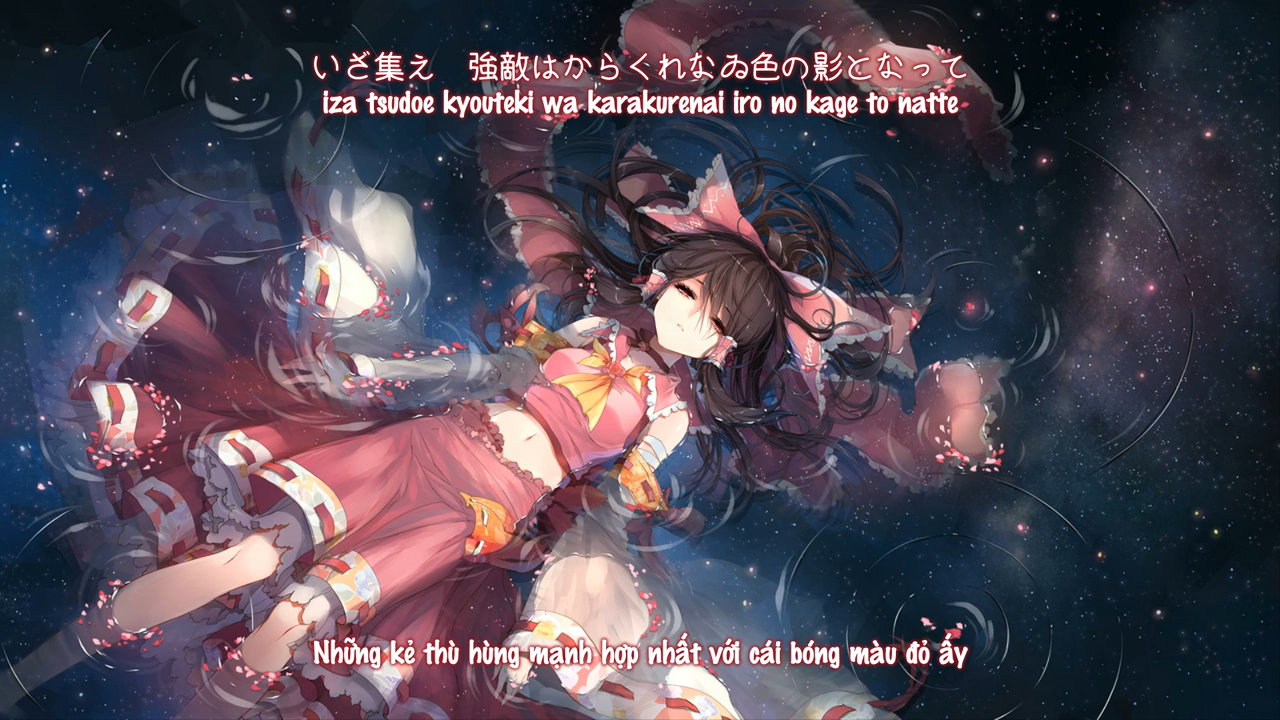 いざ集え　強敵はからくれなゐ色の影となって
iza tsudoe kyouteki wa karakurenai iro no kage to natte
Những kẻ thù hùng mạnh hợp nhất với cái bóng màu đỏ ấy